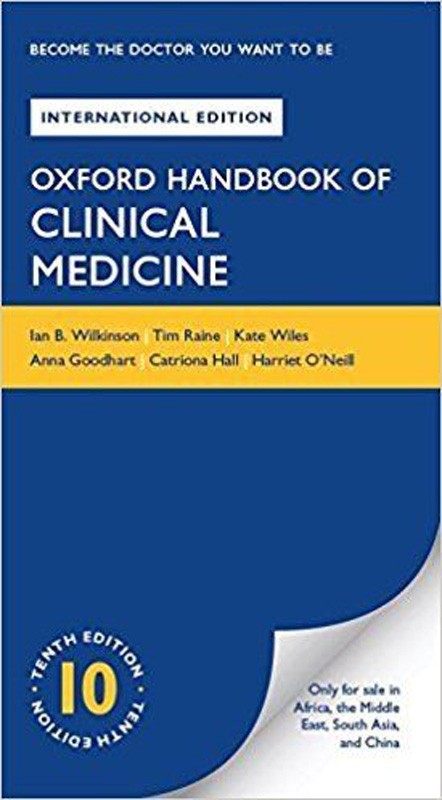 BECOME THE DOCTOR YOU WANT TO BE
INTERNATIONAL EDITION
OXFORD HANDBOOK OF
CLINICAL
MEDICINE
Ian B. Wilkinson | Tim Raine | Kate Wiles
Anna Goodhart | Catriona Hall | Harriet O'Neill
TENTH EDITION • TENTH EDITION •
10
Only for sale in
Africa, the Middle
East, South Asia,
and China